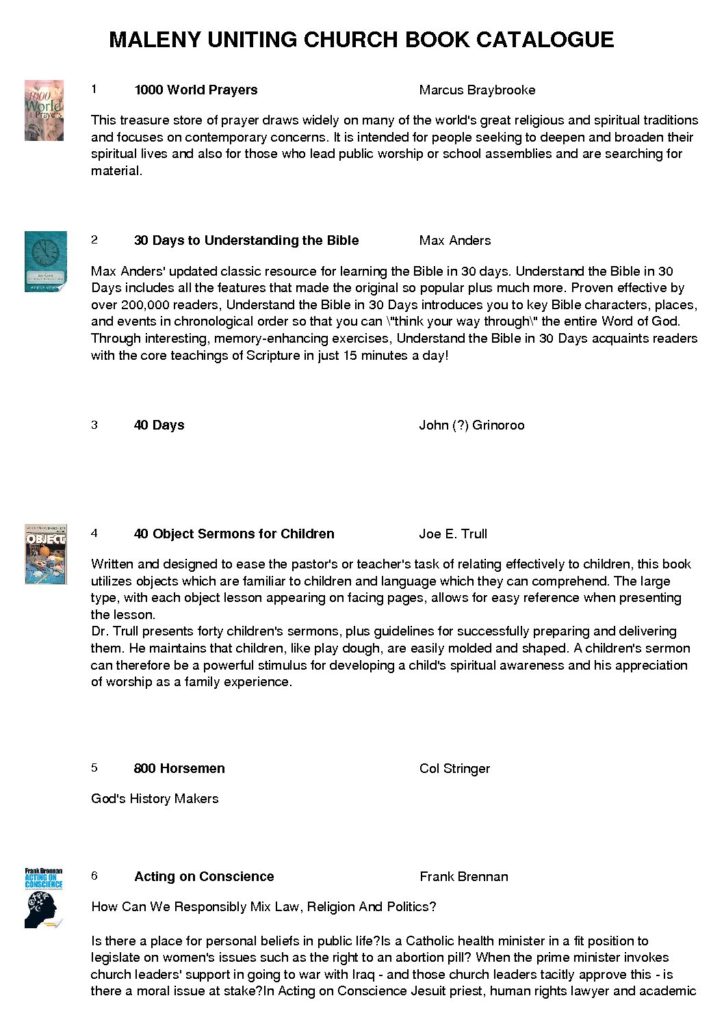 MALENY UNITING CHURCH BOOK CATALOGUE
1000 World Prayers
1 1000 World Prayers Marcus Braybrooke
This treasure store of prayer draws widely on many of the world's great religious and spiritual traditions
and focuses on contemporary concerns. It is intended for people seeking to deepen and broaden their
spiritual lives and also for those who lead public worship or school assemblies and are searching for
material.
2 30 Days to Understanding the Bible Max Anders
Max Anders' updated classic resource for learning the Bible in 30 days. Understand the Bible in 30
Days includes all the features that made the original so popular plus much more. Proven effective by
over 200,000 readers, Understand the Bible in 30 Days introduces you to key Bible characters, places,
and events in chronological order so that you can \"think your way through\" the entire Word of God.
Through interesting, memory-enhancing exercises, Understand the Bible in 30 Days acquaints readers
with the core teachings of Scripture in just 15 minutes a day!
3 40 Days John (?) Grinoroo
OBJECT
4 40 Object Sermons for Children Joe E. Trull
Written and designed to ease the pastor's or teacher's task of relating effectively to children, this book
utilizes objects which are familiar to children and language which they can comprehend. The large
type, with each object lesson appearing on facing pages, allows for easy reference when presenting
the lesson.
Dr. Trull presents forty children's sermons, plus guidelines for successfully preparing and delivering
them. He maintains that children, like play dough, are easily molded and shaped. A children's sermon
can therefore be a powerful stimulus for developing a child's spiritual awareness and his appreciation
of worship as a family experience.
5 800 Horsemen Col Stringer
God's History Makers
Frank Brennan
ACTING ON
CONSCIENCE
6 Acting on Conscience Frank Brennan
How Can We Responsibly Mix Law, Religion And Politics?
Is there a place for personal beliefs in public life?Is a Catholic health minister in a fit position to
legislate on women's issues such as the right to an abortion pill? When the prime minister invokes
church leaders' support in going to war with Iraq - and those church leaders tacitly approve this - is
there a moral issue at stake?In Acting on Conscience Jesuit priest, human rights lawyer and academic